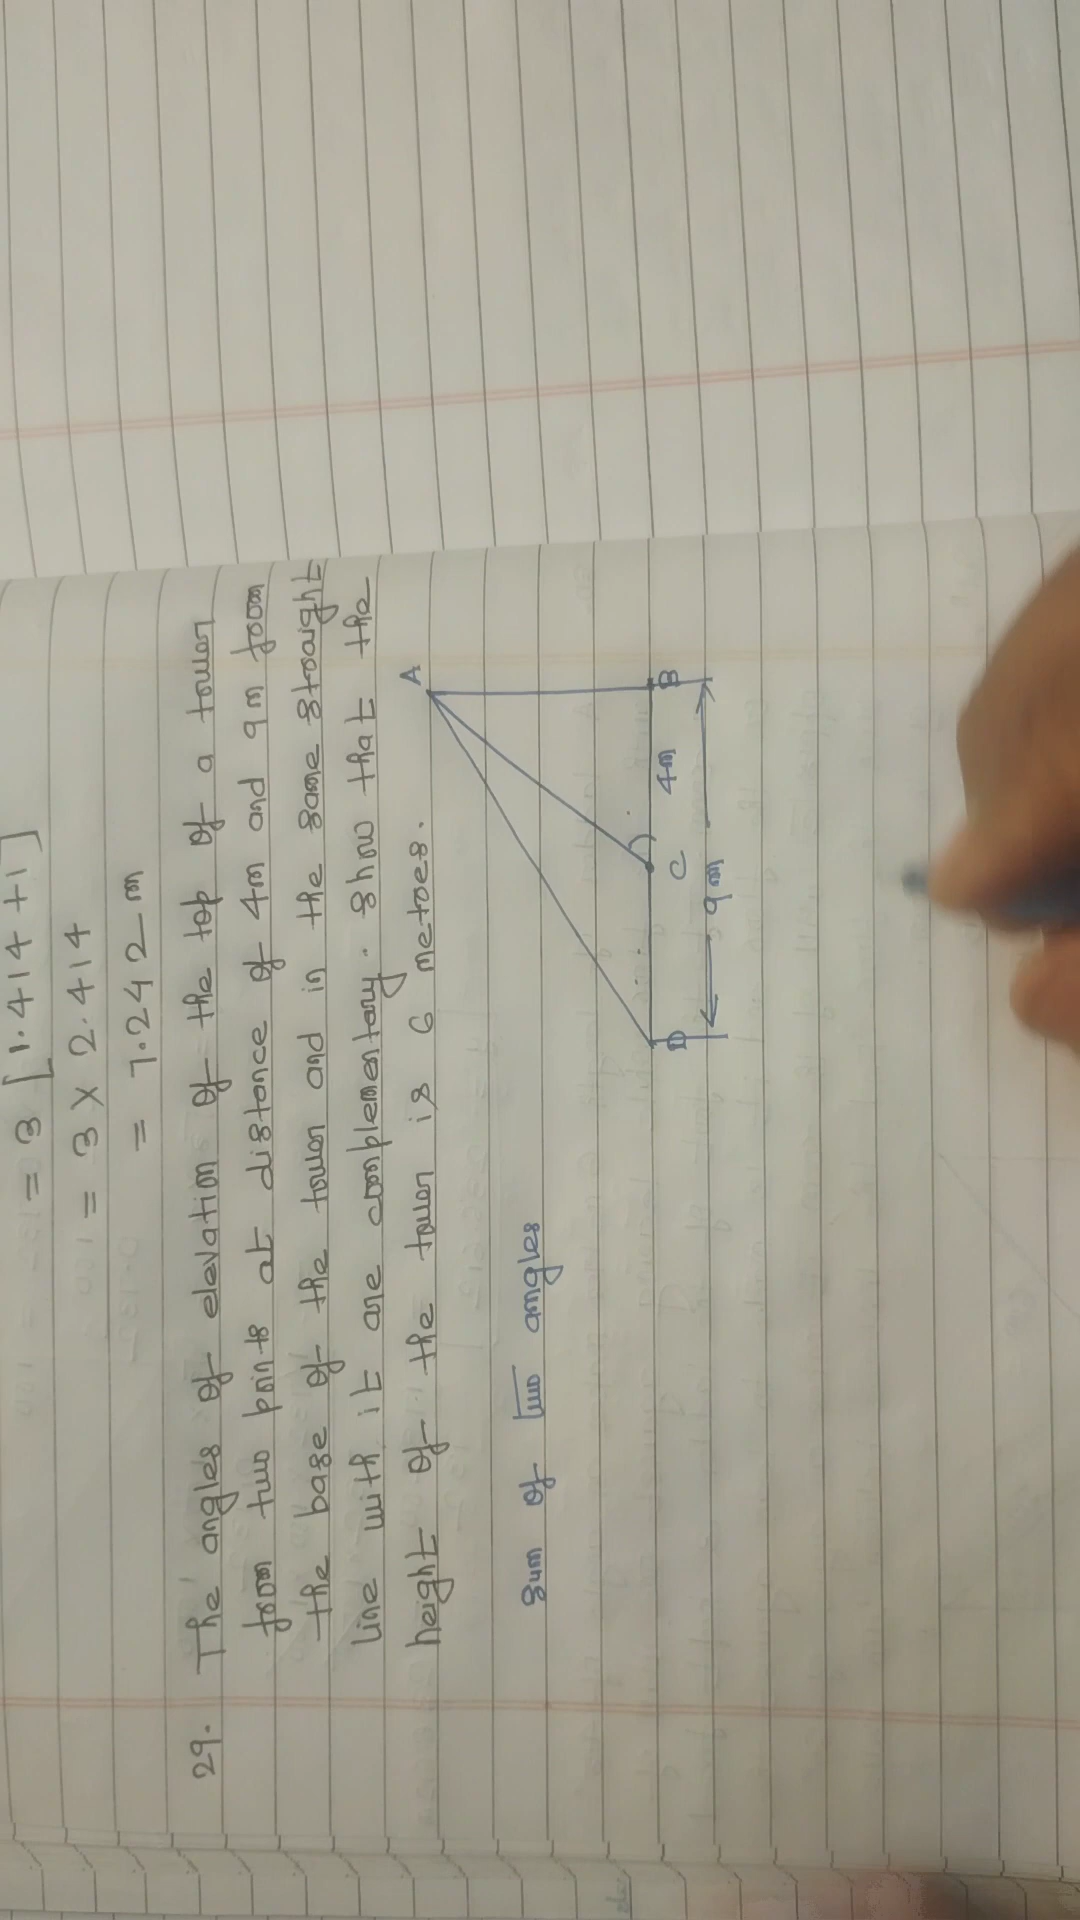 = 3 [1.414 + 1]
= 3 × 2.414
= 7.242 m
29. The angles of elevation of the top of a tower
from two points at distance of 4m and 9m from
the base of the tower and in the same straight
line with it are complementary. Show that the
height of the tower is 6 metres.
A
sum of two angles
D C 4m B
9m